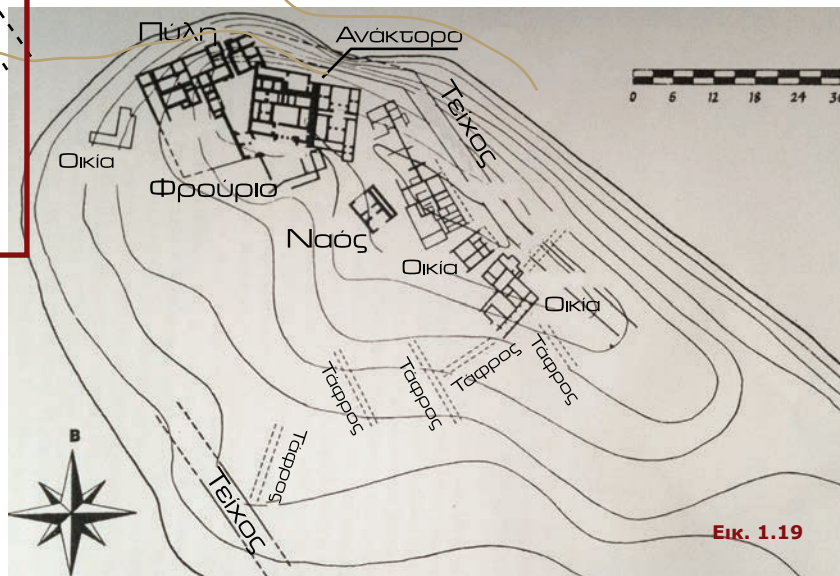 Πύλη
Ανάκτορο
Τείχος
0 6 12 18 24
Οικία
Φρούριο
Ναός
Οικία
Οικία
Τάφρος
Τάφρος
Τάφρος
Τάφρος
Τάφρος
Τείχος
Β
Εικ. 1.19